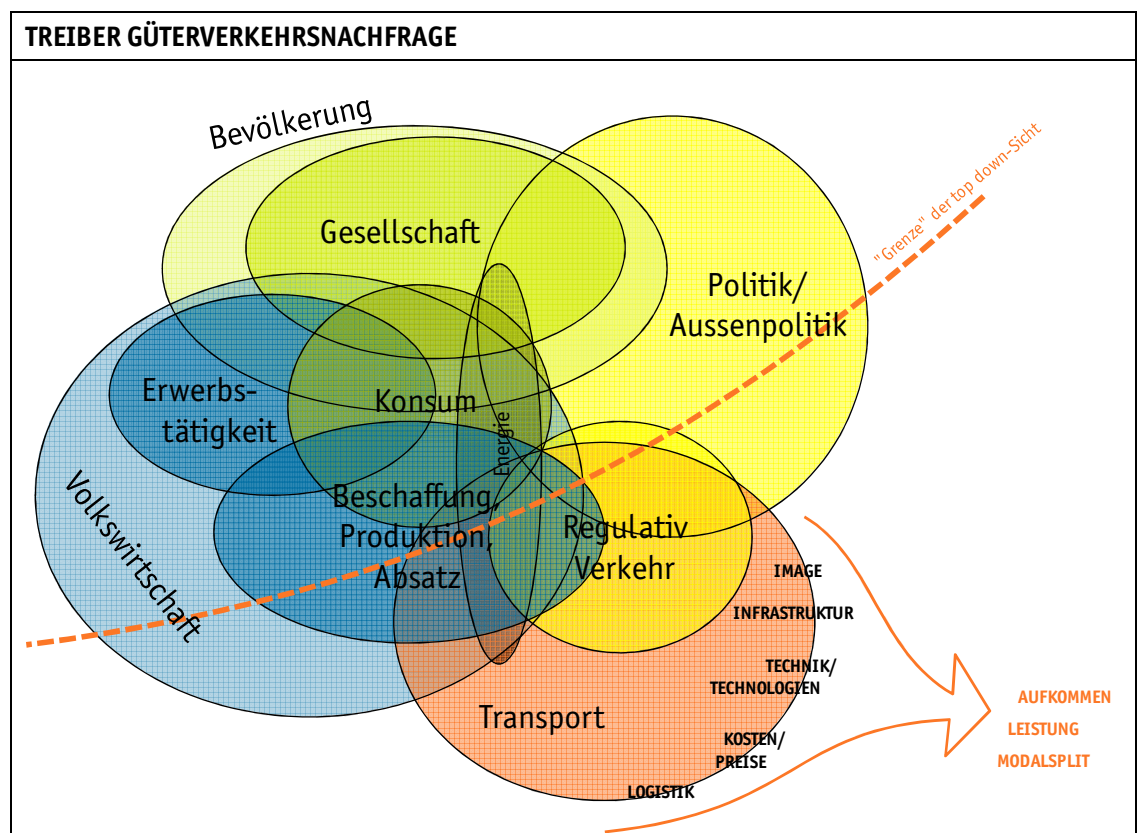 TREIBER GÜTERVERKEHRSNACHFRAGE
Bevölkerung
Gesellschaft
"Grenze" der top down-Sicht
Politik/
Aussenpolitik
Erwerbs-
tätigkeit
Konsum
Energie
Volkswirtschaft
Beschaffung,
Produktion,
Absatz
Regulativ
Verkehr
IMAGE
INFRASTRUKTUR
TECHNIK/
TECHNOLOGIEN
Transport
KOSTEN/
PREISE
LOGISTIK
AUFKOMMEN
LEISTUNG
MODALSPLIT